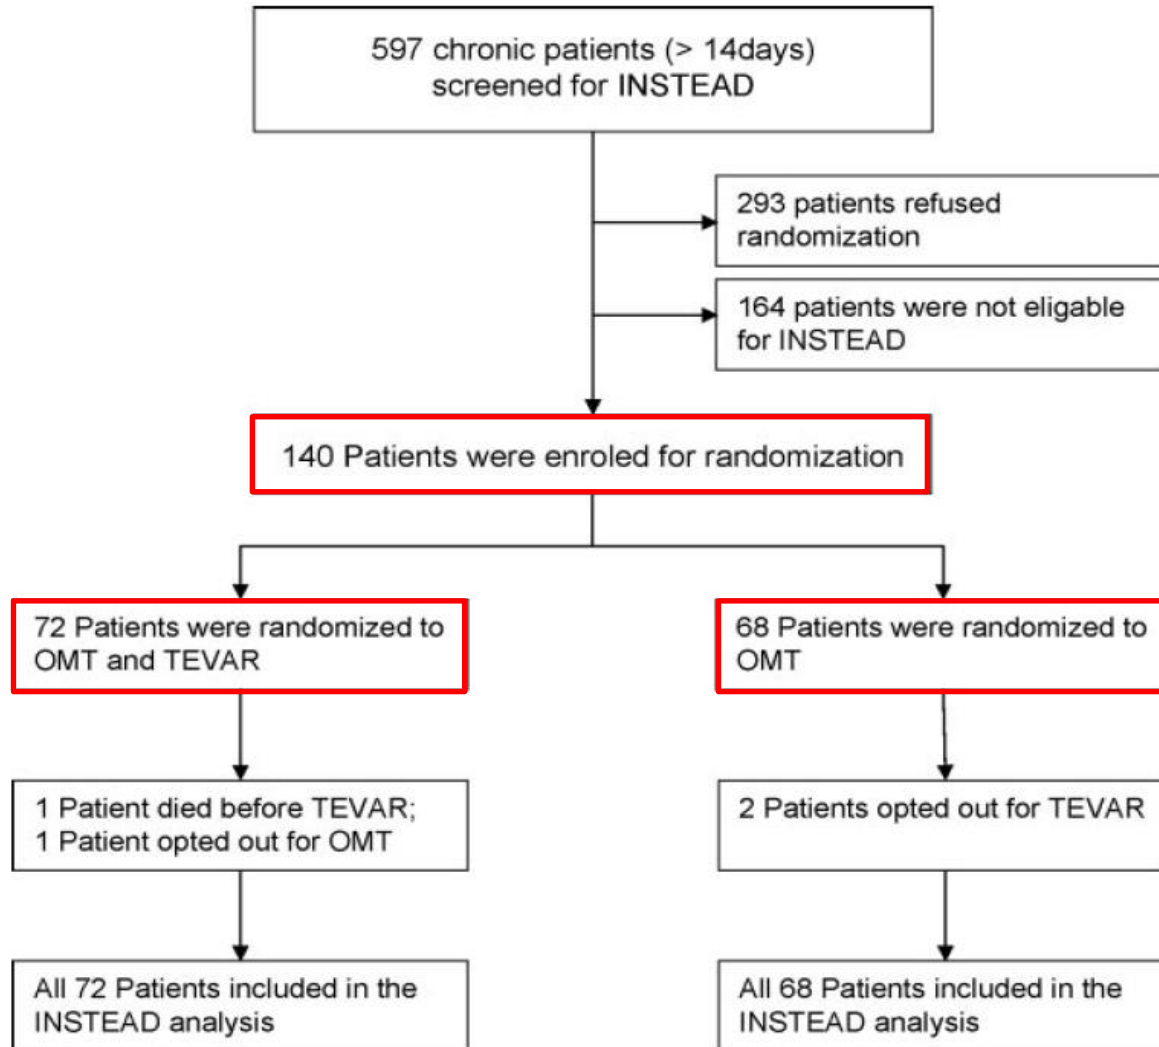 597 chronic patients (> 14days)
screened for INSTEAD
293 patients refused
randomization
164 patients were not eligable
for INSTEAD
140 Patients were enroled for randomization
72 Patients were randomized to
OMT and TEVAR
68 Patients were randomized to
OMT
1 Patient died before TEVAR;
1 Patient opted out for OMT
2 Patients opted out for TEVAR
All 72 Patients included in the
INSTEAD analysis
All 68 Patients included in the
INSTEAD analysis